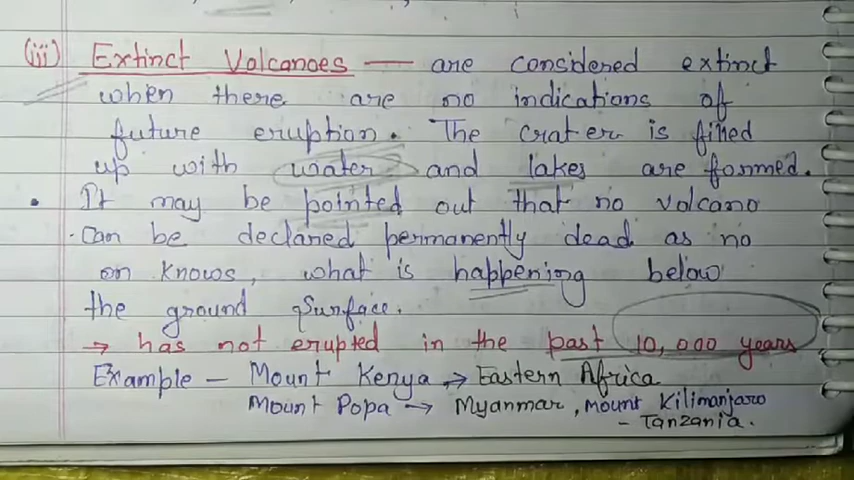 (iii) Extinct Volcanoes — are considered extinct
when there are no indications of
future eruption. The crater is filled
up with water and lakes are formed.
• It may be pointed out that no volcano
can be declared permanently dead as no
on knows, what is happening below
the ground surface.
→ has not erupted in the past 10,000 years
Example - Mount Kenya → Eastern Africa
Mount Popa → Myanmar, Mount Kilimanjaro
- Tanzania.